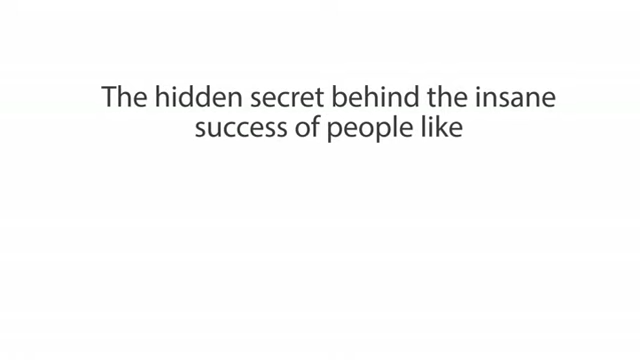 The hidden secret behind the insane
success of people like